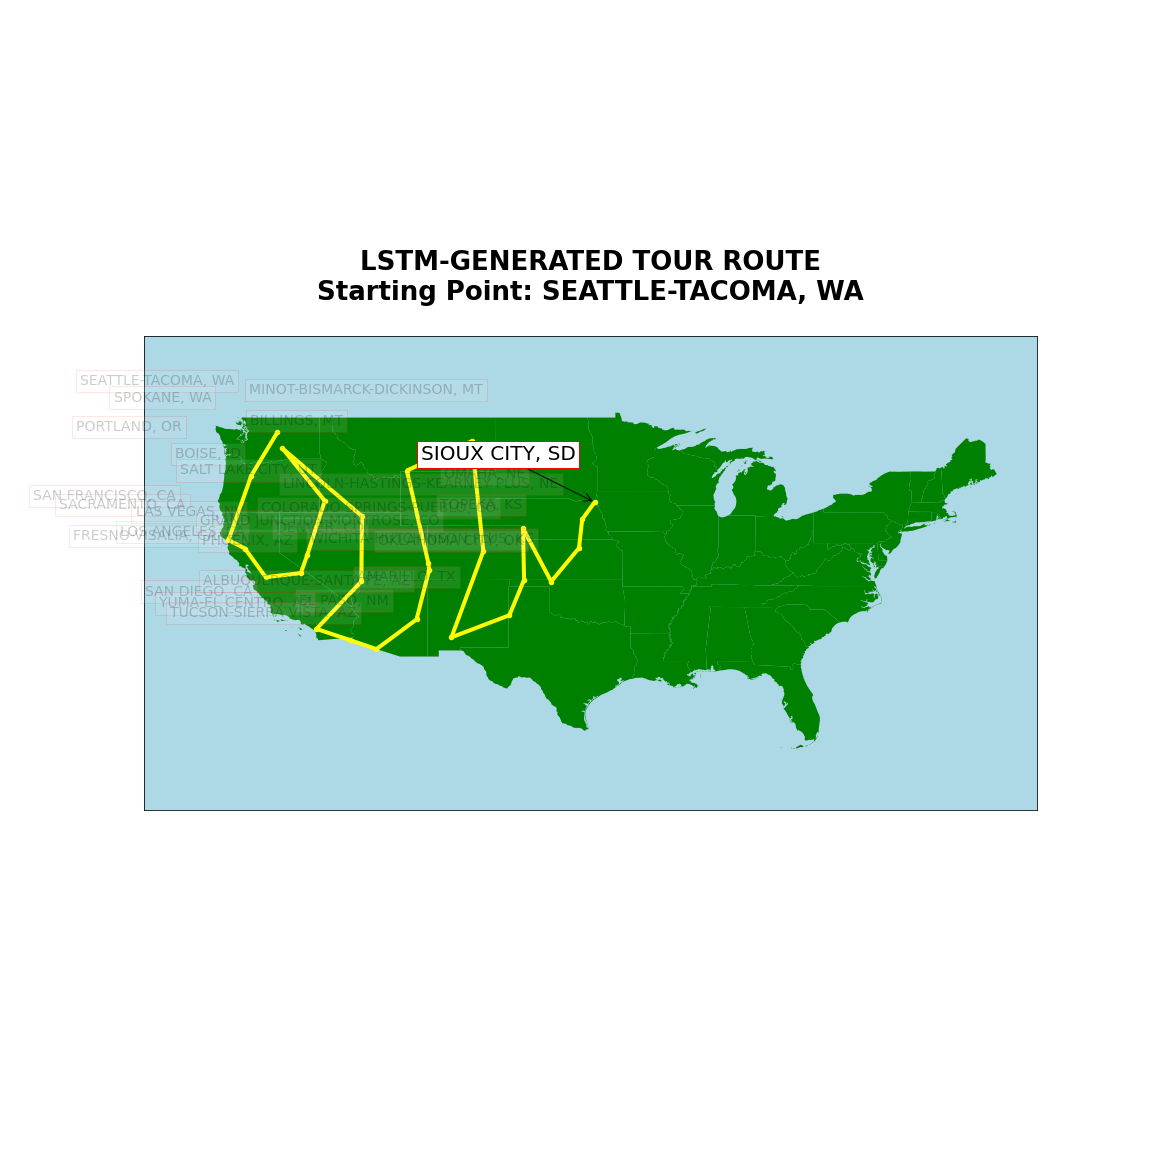 LSTM-GENERATED TOUR ROUTE
Starting Point: SEATTLE-TACOMA, WA
SEATTLE-TACOMA, WA
MINOT-BISMARCK-DICKINSON, MT
SPOKANE, WA
BILLINGS, MT
PORTLAND, OR
SIOUX CITY, SD
BOISE, ID
SALT LAKE CITY, UT
OMAHA, NE
LINCOLN-HASTINGS-KEARNEY PLUS, NE
SAN FRANCISCO, CA
SACRAMENTO, CA
LAS VEGAS, NV
COLORADO SPRINGS-PUEBLO,
TOPEKA, KS
GRAND JUNCTION-MONTROSE, CO
LOS ANGELES,
FRESNO-VISALIA,
PHOENIX, AZ
WICHITA-
OKLAHOMA CITY, OK
ALBUQUERQUE-SANTA FE,
AMARILLO, TX
SAN DIEGO, CA
YUMA-EL CENTRO,
EL PASO, NM
TUCSON-SIERRA VISTA, AZ